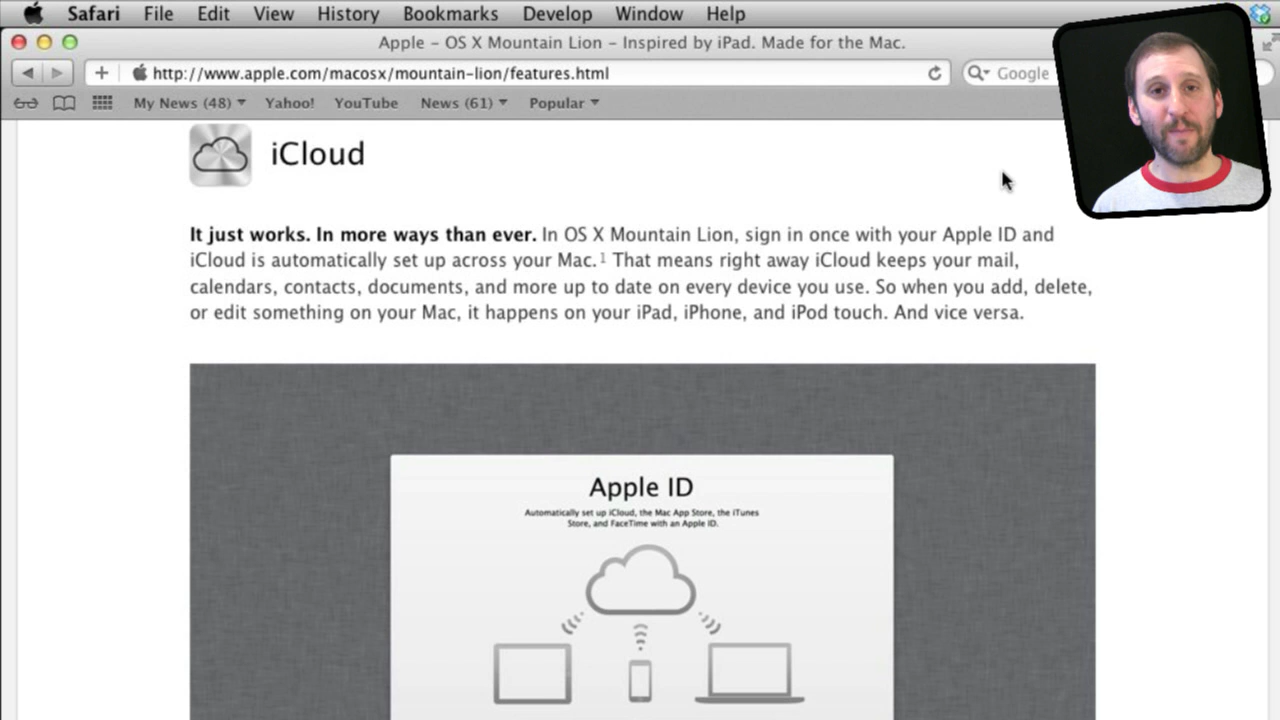 Safari File Edit View History Bookmarks Develop Window Help
Apple – OS X Mountain Lion – Inspired by iPad. Made for the Mac.
http://www.apple.com/macosx/mountain-lion/features.html
Google
My News (48) Yahoo! YouTube News (61) Popular
iCloud
It just works. In more ways than ever. In OS X Mountain Lion, sign in once with your Apple ID and
iCloud is automatically set up across your Mac.1 That means right away iCloud keeps your mail,
calendars, contacts, documents, and more up to date on every device you use. So when you add, delete,
or edit something on your Mac, it happens on your iPad, iPhone, and iPod touch. And vice versa.
Apple ID
Automatically set up iCloud, the Mac App Store, the iTunes
Store, and FaceTime with an Apple ID.